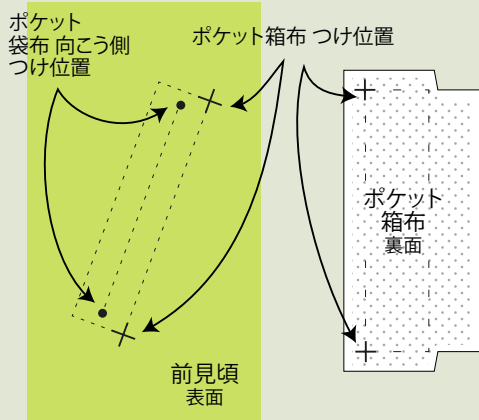 ポケット
袋布 向こう側
つけ位置
ポケット箱布 つけ位置
ポケット
箱布
裏面
前見頃
表面